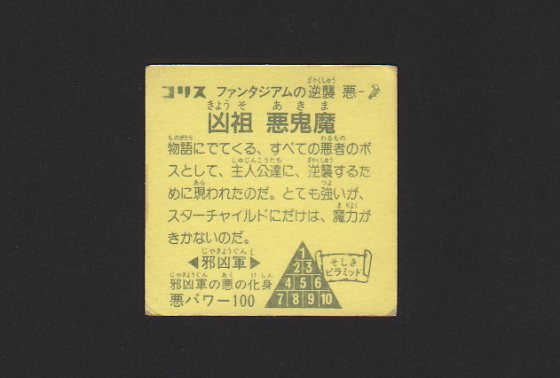 コリス ファンタジアムの逆襲 悪-
凶祖 悪鬼魔
物語にでてくる、すべての悪者のボ
スとして、主人公達に、逆襲するた
めに現われたのだ。とても強いが、
スターチャイルドにだけは、魔力が
きかないのだ。
◀邪凶軍▶
邪凶軍の悪の化身
悪パワー100
1
2 3
4 5 6
7 8 9 10
そしき
ピラミッド